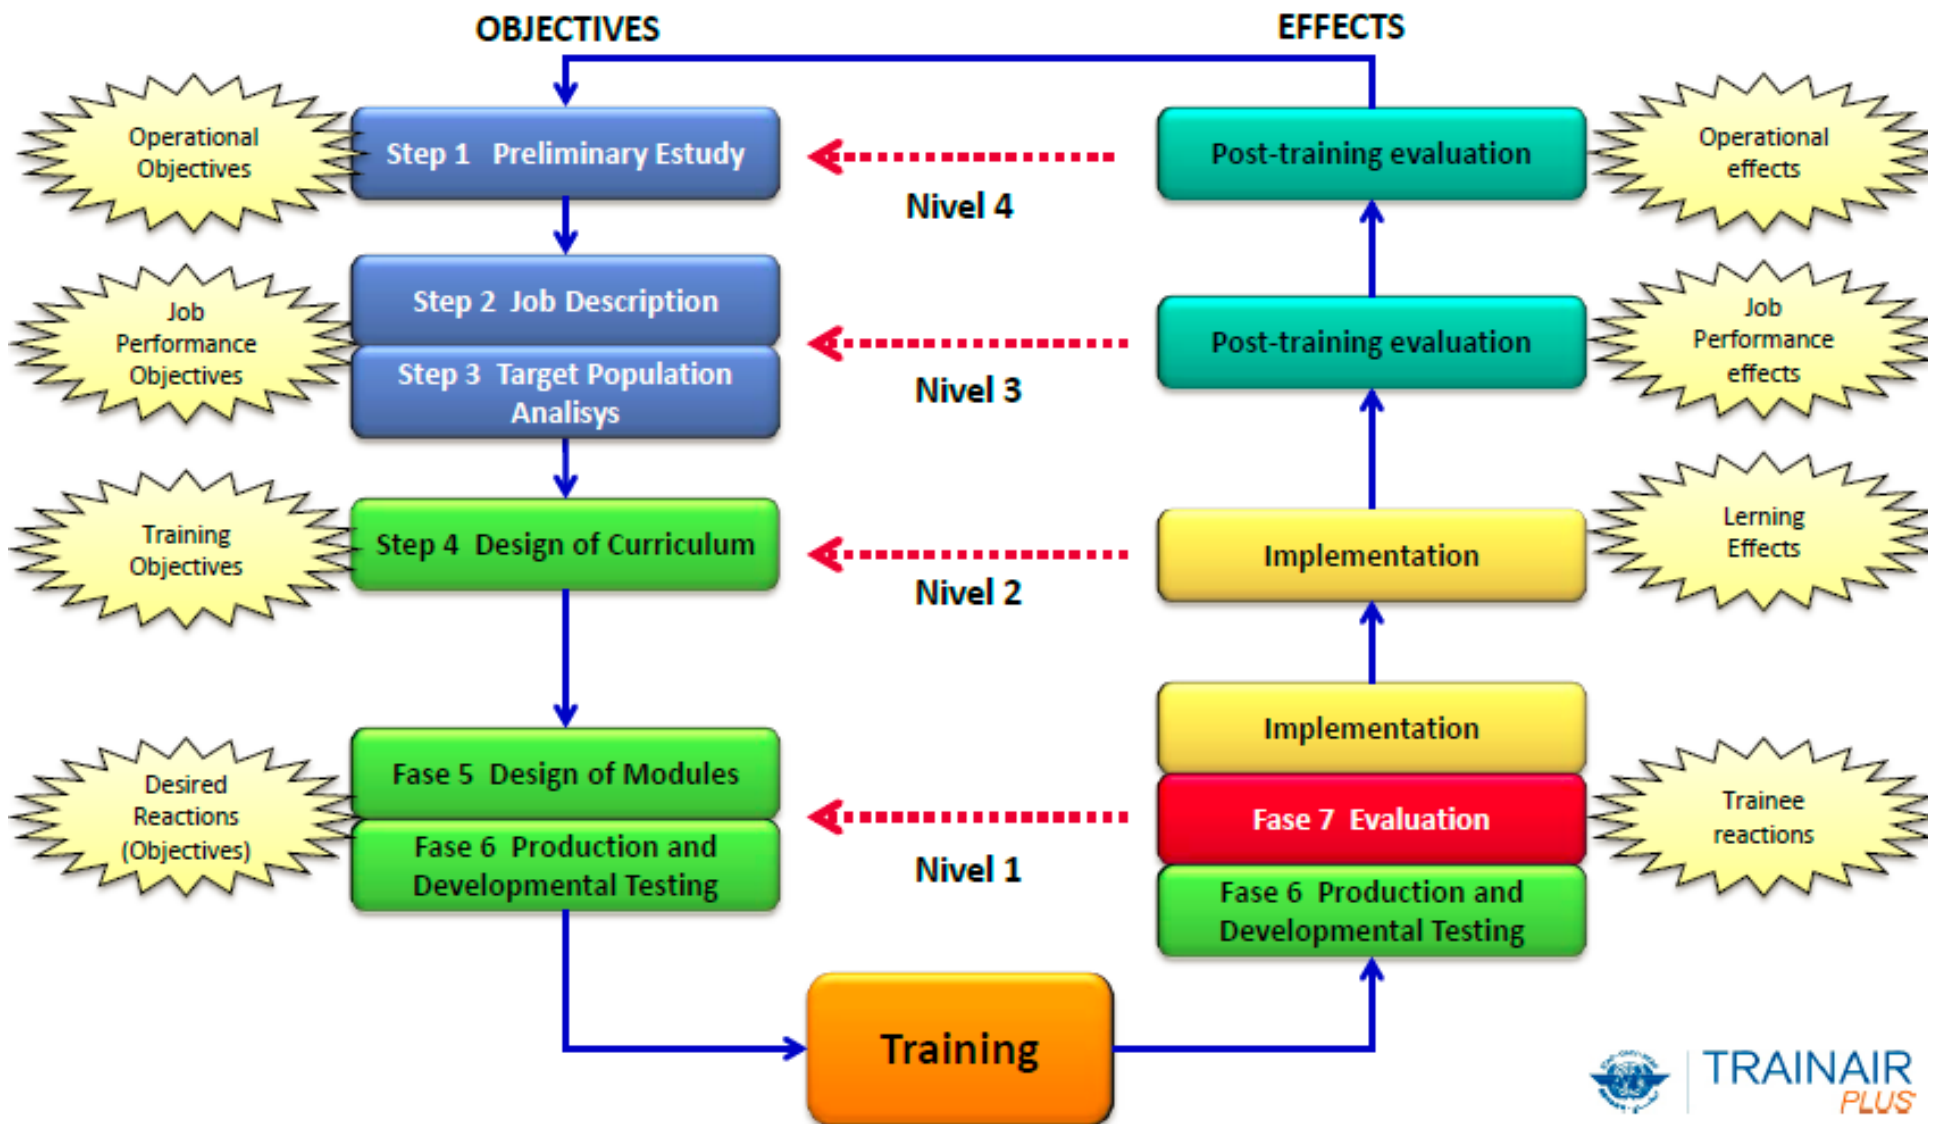 OBJECTIVES
EFFECTS
Operational
Objectives
Step 1 Preliminary Estudy
Nivel 4
Post-training evaluation
Operational
effects
Job
Performance
Objectives
Step 2 Job Description
Step 3 Target Population
Analisys
Nivel 3
Post-training evaluation
Job
Performance
effects
Training
Objectives
Step 4 Design of Curriculum
Nivel 2
Implementation
Lerning
Effects
Desired
Reactions
(Objectives)
Fase 5 Design of Modules
Fase 6 Production and
Developmental Testing
Nivel 1
Implementation
Fase 7 Evaluation
Fase 6 Production and
Developmental Testing
Trainee
reactions
Training
TRAINAIR
PLUS